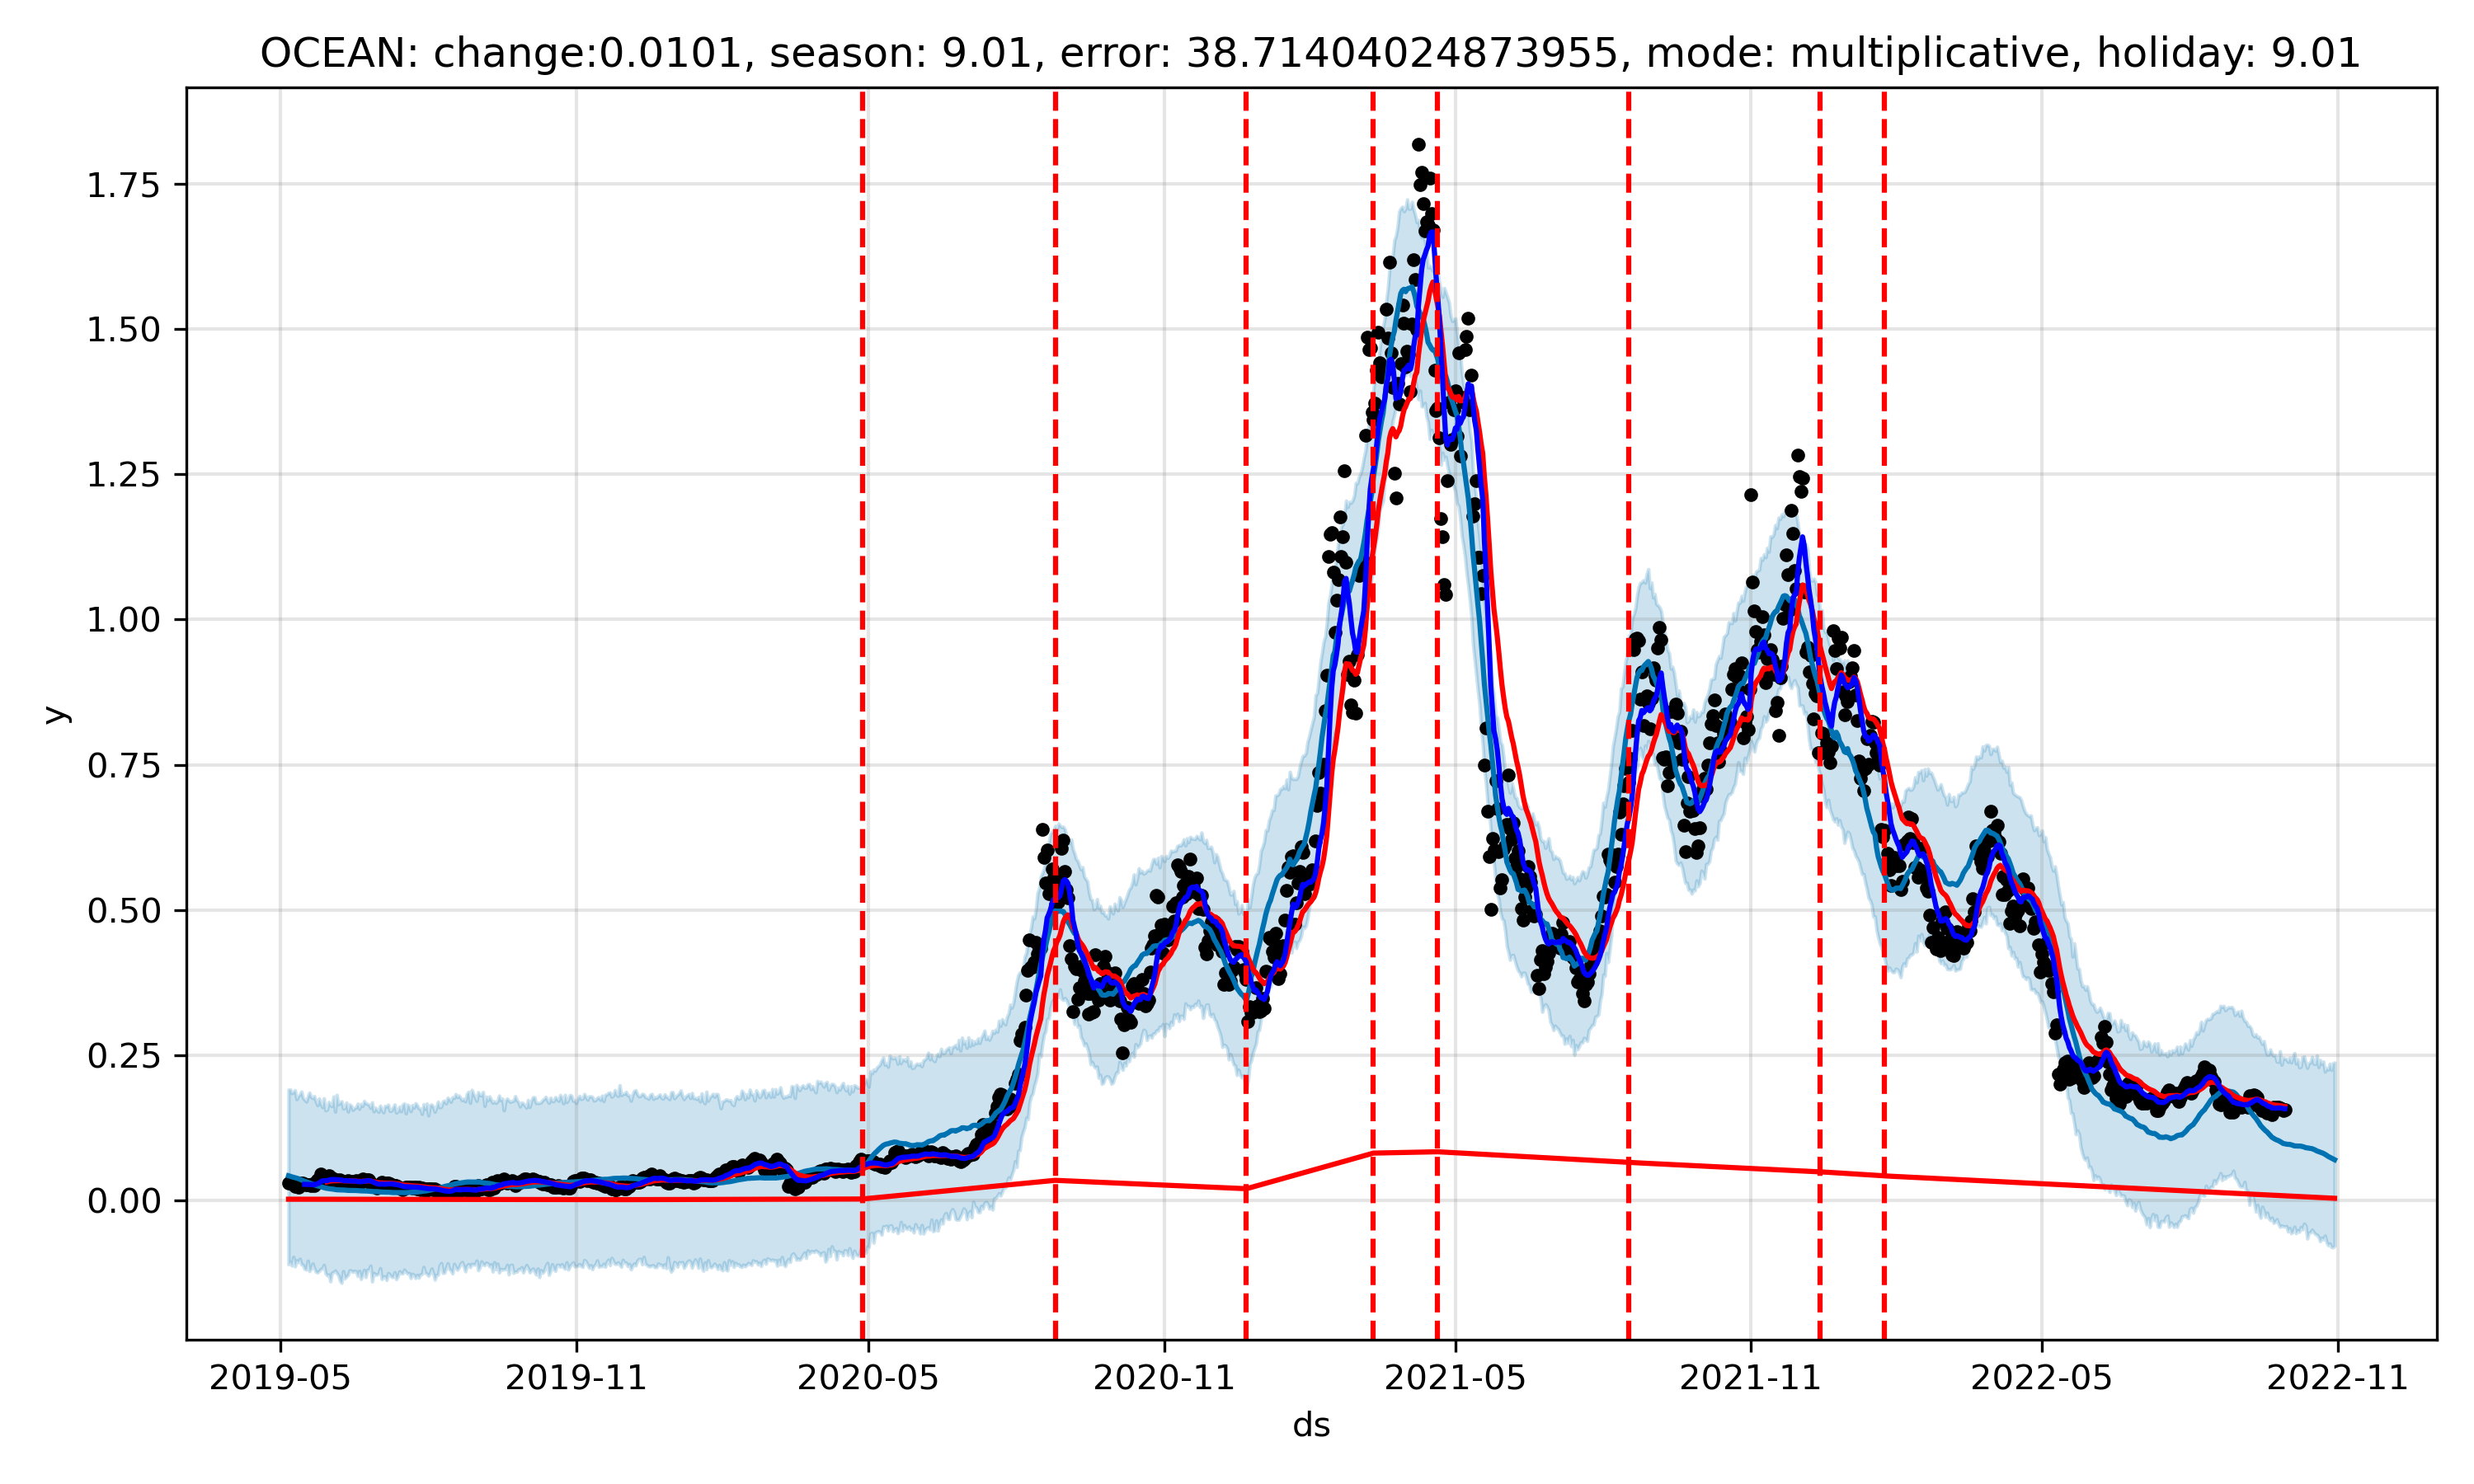 OCEAN: change:0.0101, season: 9.01, error: 38.71404024873955, mode: multiplicative, holiday: 9.01
1.75
1.50
1.25
1.00
0.75
0.50
0.25
0.00
y
2019-05 2019-11 2020-05 2020-11 2021-05 2021-11 2022-05 2022-11
ds